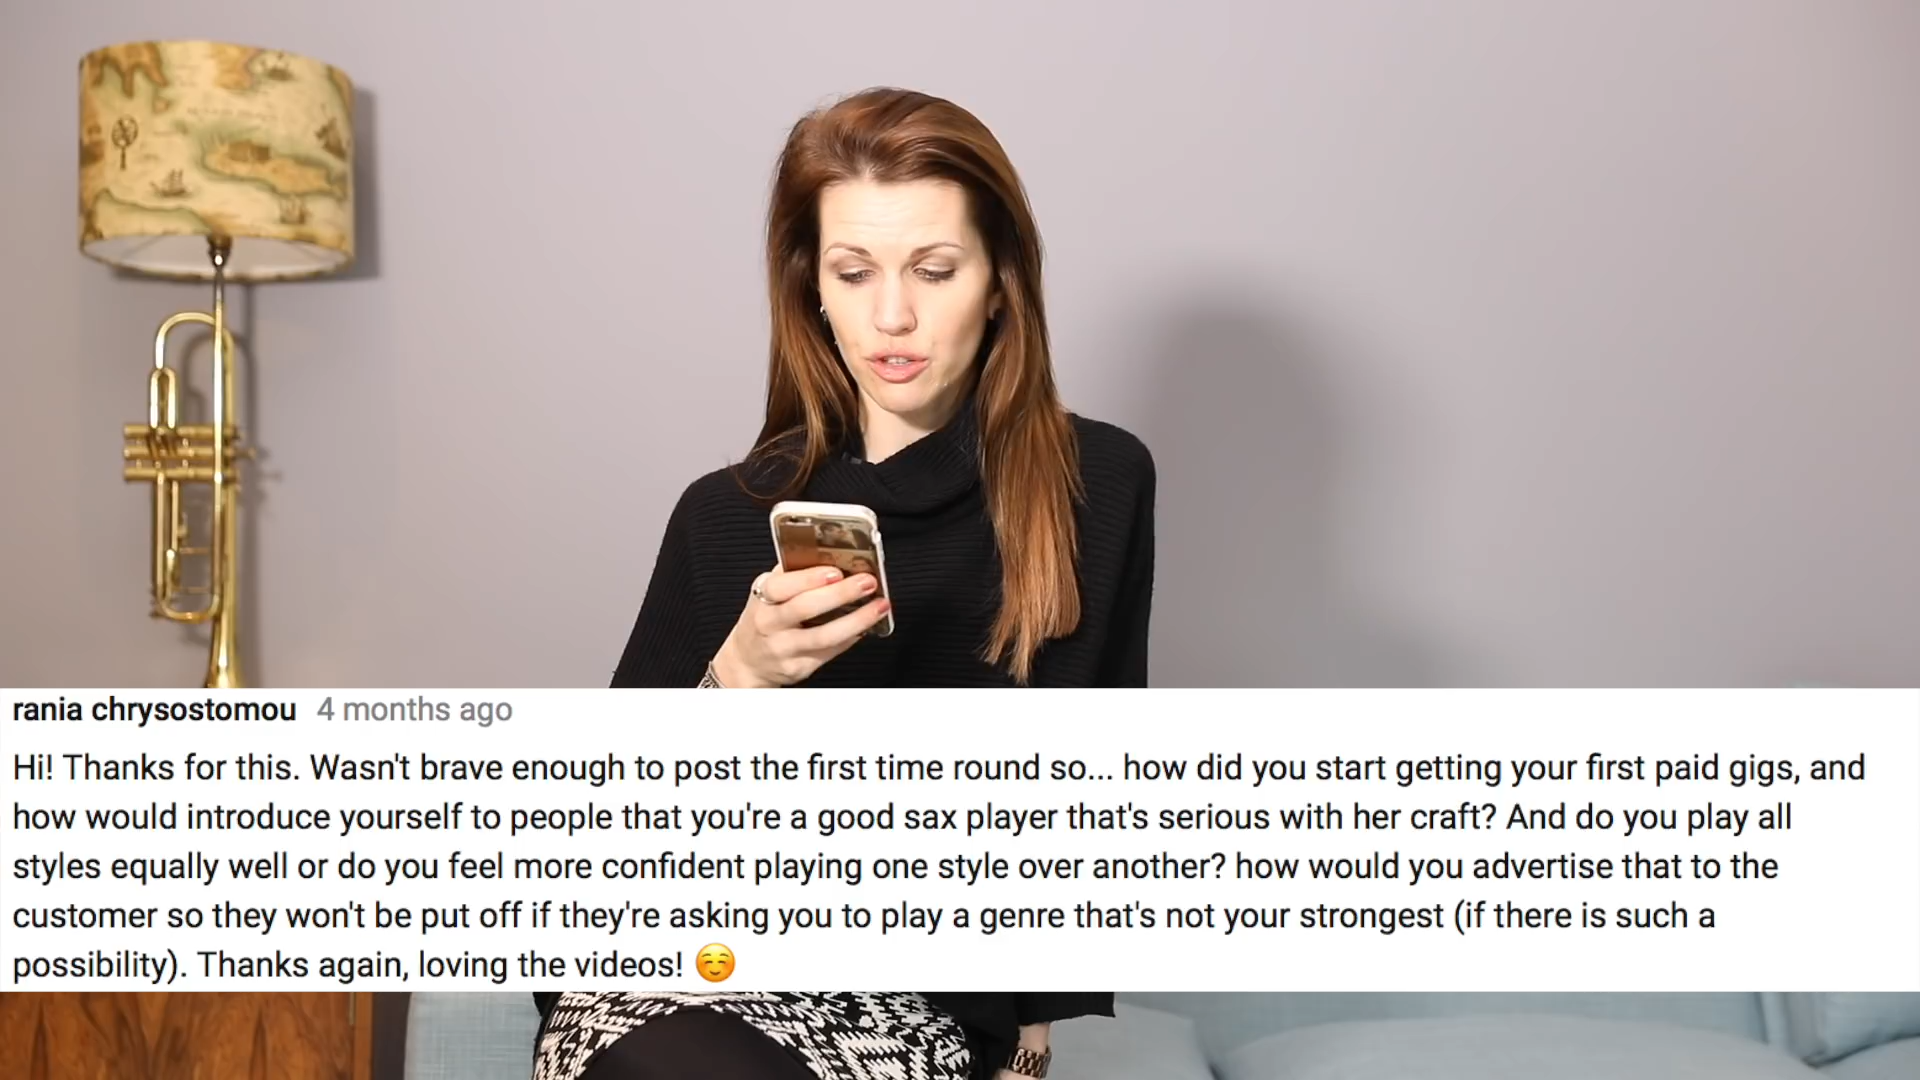 rania chrysostomou 4 months ago
Hi! Thanks for this. Wasn't brave enough to post the first time round so... how did you start getting your first paid gigs, and
how would introduce yourself to people that you're a good sax player that's serious with her craft? And do you play all
styles equally well or do you feel more confident playing one style over another? how would you advertise that to the
customer so they won't be put off if they're asking you to play a genre that's not your strongest (if there is such a
possibility). Thanks again, loving the videos! ☺️